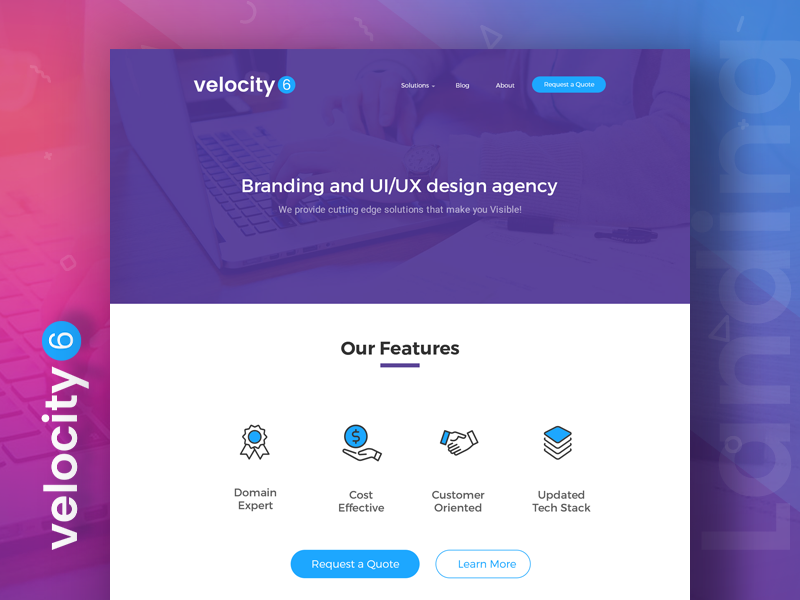 velocity 6
Solutions
Blog
About
Request a Quote
Branding and UI/UX design agency
We provide cutting edge solutions that make you Visible!
Our Features
$
Domain
Expert
Cost
Effective
Customer
Oriented
Updated
Tech Stack
Request a Quote
Learn More
velocity 6
Landing